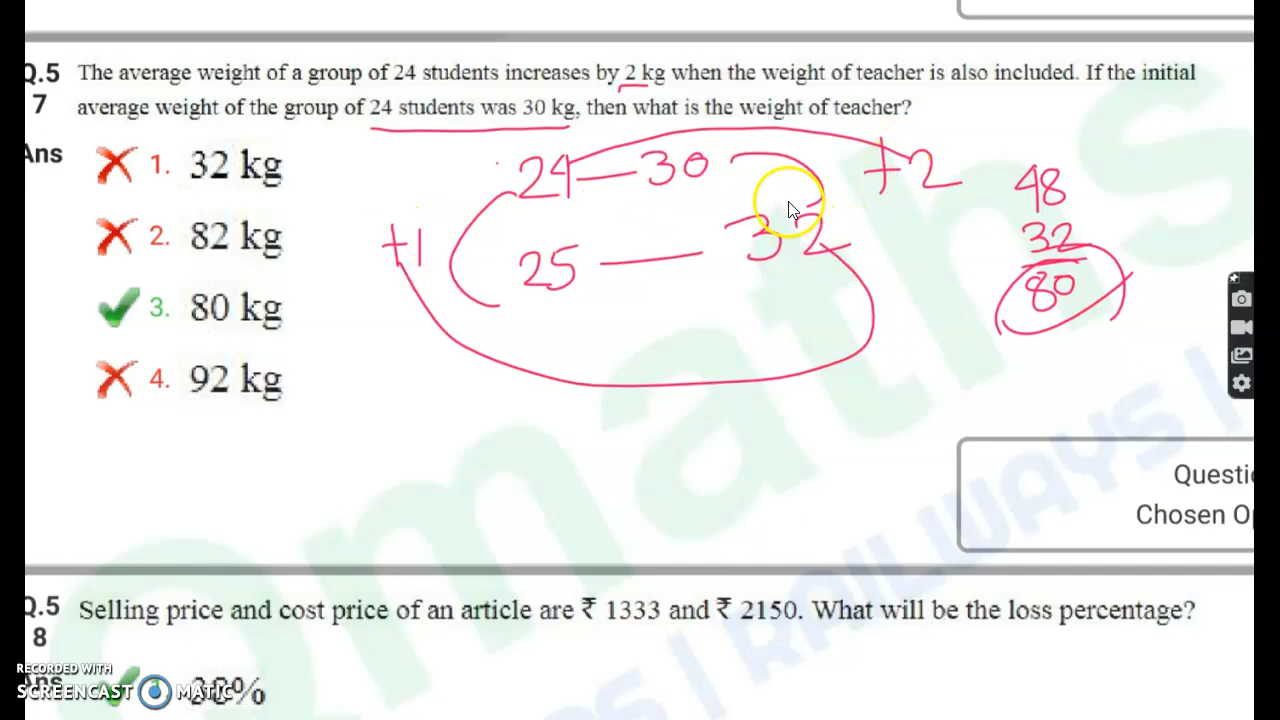 Q.5 The average weight of a group of 24 students increases by 2 kg when the weight of teacher is also included. If the initial
7 average weight of the group of 24 students was 30 kg, then what is the weight of teacher?
Ans
1. 32 kg
2. 82 kg
3. 80 kg
4. 92 kg
24 — 30 +2
+1 25 — 32
48
32
80
Questi
Chosen O
Q.5 Selling price and cost price of an article are ₹ 1333 and ₹ 2150. What will be the loss percentage?
8
Ans
38%
RECORDED WITH
SCREENCAST MATIC
maths
RAILWAYS |